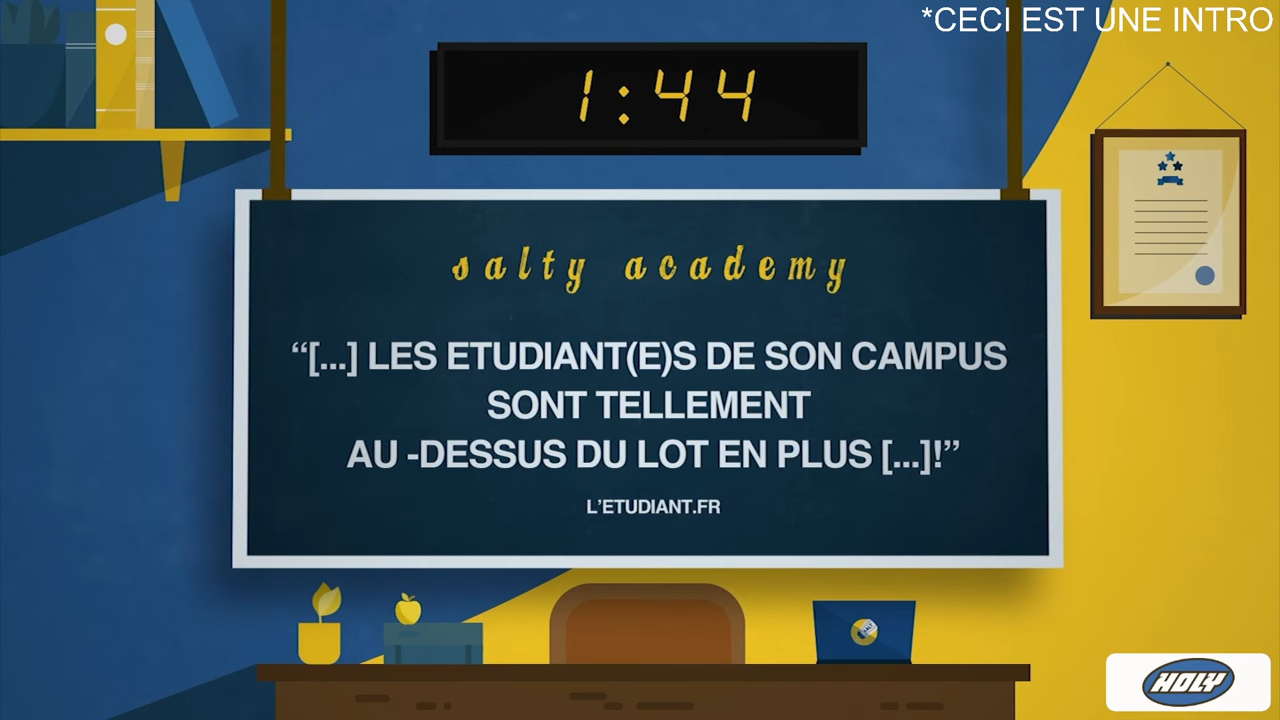 *CECI EST UNE INTRO
1:44
salty academy
“[...] LES ETUDIANT(E)S DE SON CAMPUS
SONT TELLEMENT
AU -DESSUS DU LOT EN PLUS [...]!”
L’ETUDIANT.FR
HOLY